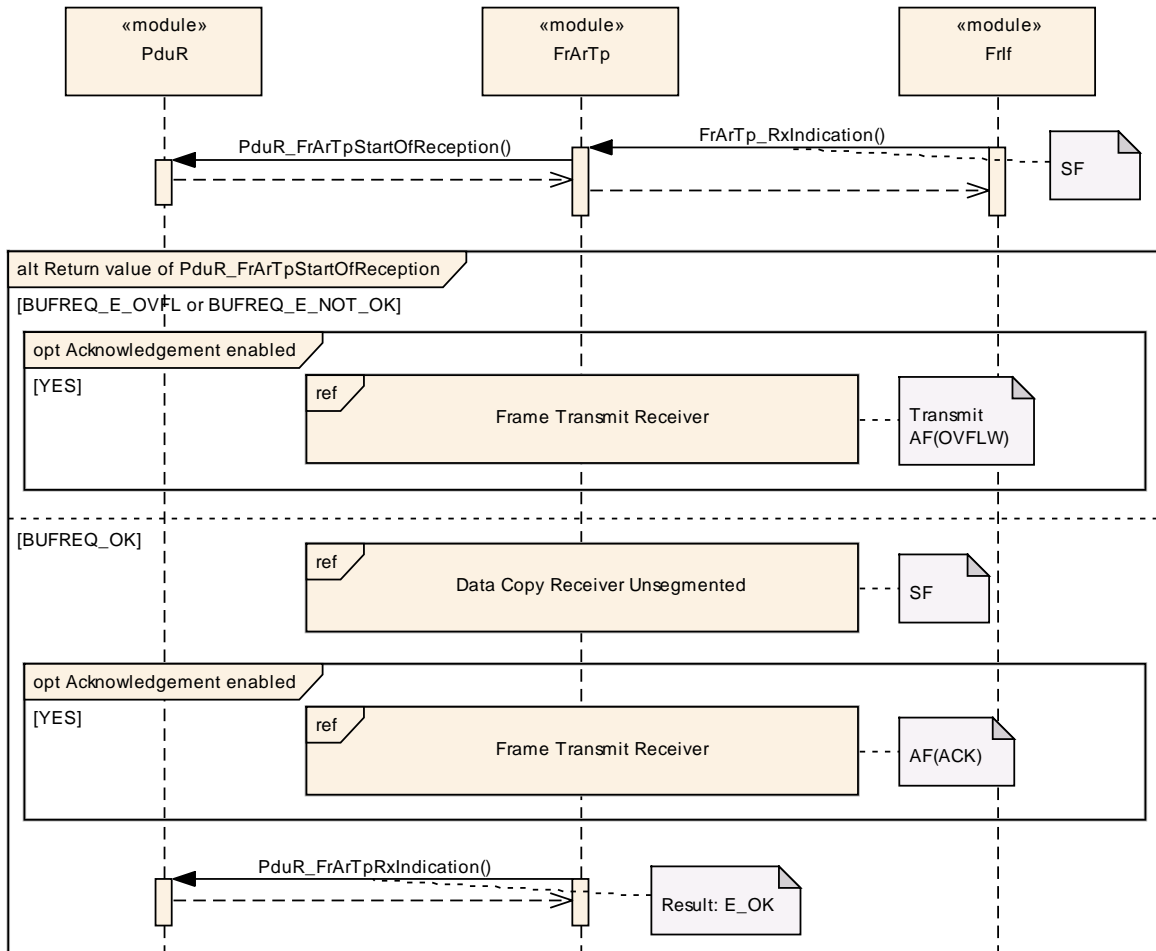 «module»
PduR
«module»
FrArTp
«module»
FrIf
FrArTp_RxIndication()
PduR_FrArTpStartOfReception()
SF
alt Return value of PduR_FrArTpStartOfReception
[BUFREQ_E_OVFL or BUFREQ_E_NOT_OK]
opt Acknowledgement enabled
[YES]
ref
Frame Transmit Receiver
Transmit
AF(OVFLW)
[BUFREQ_OK]
ref
Data Copy Receiver Unsegmented
SF
opt Acknowledgement enabled
[YES]
ref
Frame Transmit Receiver
AF(ACK)
PduR_FrArTpRxIndication()
Result: E_OK